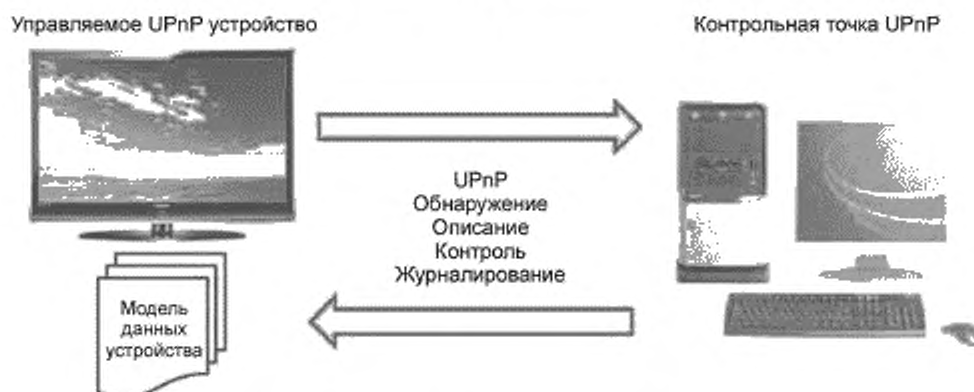 Управляемое UPnP устройство
Контрольная точка UPnP
UPnP
Обнаружение
Описание
Контроль
Журналирование
Модель
данных
устройства